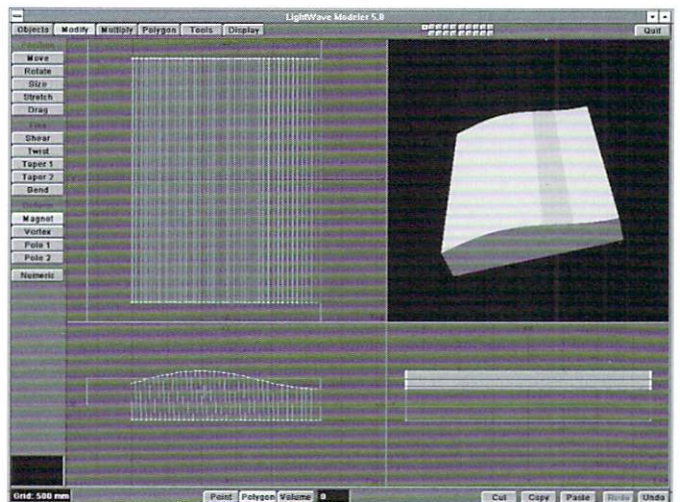 LightWave Modeler 5.0
Objects Modify Multiply Polygon Tools Display Quit
Move
Rotate
Size
Stretch
Drag
Shear
Twist
Taper 1
Taper 2
Bend
Deform
Magnet
Vortex
Pole 1
Pole 2
Numeric
Grid: 500 mm Point Polygon Volume 0 Cut Copy Paste Redo Undo